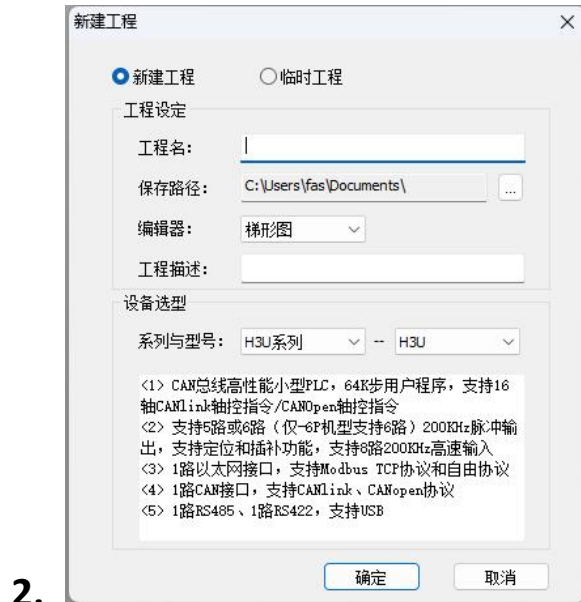 新建工程
新建工程 临时工程
工程设定
工程名：
保存路径： C:\Users\fas\Documents\ ...
编辑器： 梯形图
工程描述：
设备选型
系列与型号： H3U系列 -- H3U
<1> CAN总线高性能小型PLC，64K步用户程序，支持16
轴CANlink轴控指令/CANOpen轴控指令
<2> 支持5路或6路（仅-6P机型支持6路）200KHz脉冲输
出，支持定位和插补功能，支持8路200KHz高速输入
<3> 1路以太网接口，支持Modbus TCP协议和自由协议
<4> 1路CAN接口，支持CANlink、CANopen协议
<5> 1路RS485、1路RS422，支持USB
确定 取消
2.